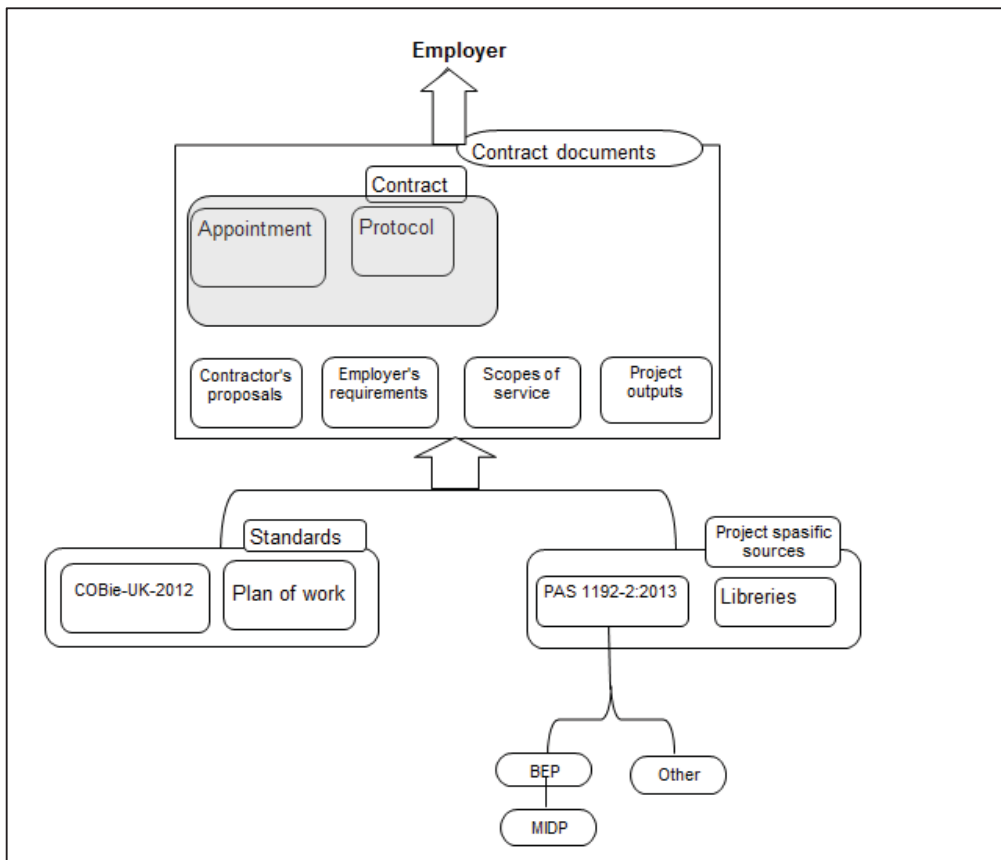 Employer
Contract documents
Contract
Appointment
Protocol
Contractor's
proposals
Employer's
requirements
Scopes of
service
Project
outputs
Standards
COBie-UK-2012
Plan of work
Project spasific
sources
PAS 1192-2:2013
Libreries
BEP
Other
MIDP